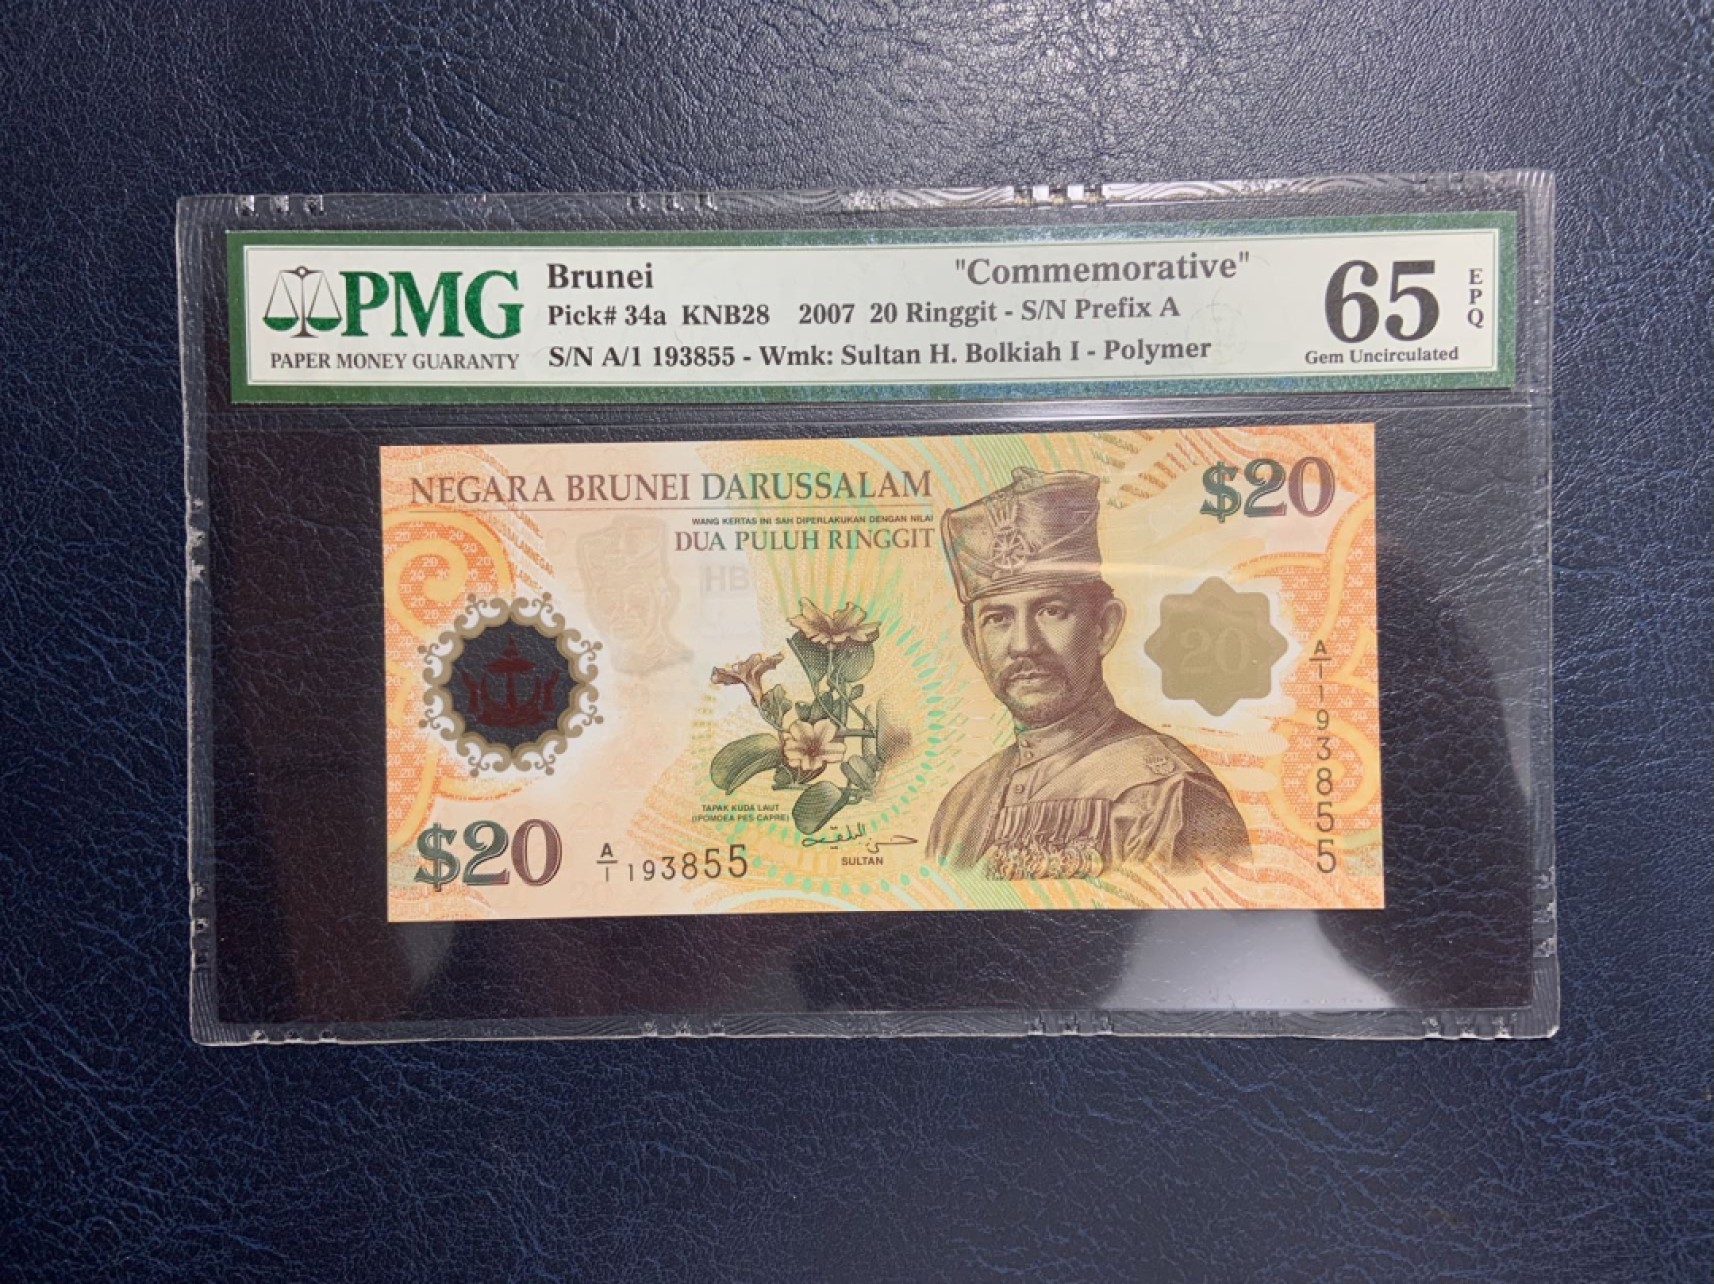 PMG
PAPER MONEY GUARANTY
Brunei "Commemorative"
Pick# 34a KNB28 2007 20 Ringgit - S/N Prefix A
S/N A/1 193855 - Wmk: Sultan H. Bolkiah I - Polymer
65 EPQ
Gem Uncirculated
NEGARA BRUNEI DARUSSALAM
WANG KERTAS INI SAH DIPERLAKUKAN DENGAN NILAI
DUA PULUH RINGGIT
$20
HB
20
A/1 193855
TAPAK KUDA LAUT
(IPOMOEA PES CAPRE)
SULTAN
$20
A/1 193855